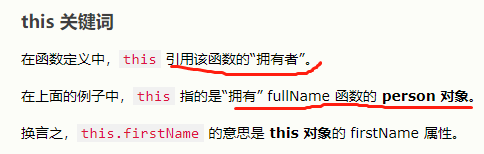 this 关键词
在函数定义中，this 引用该函数的“拥有者”。
在上面的例子中，this 指的是“拥有” fullName 函数的 person 对象。
换言之，this.firstName 的意思是 this 对象的 firstName 属性。